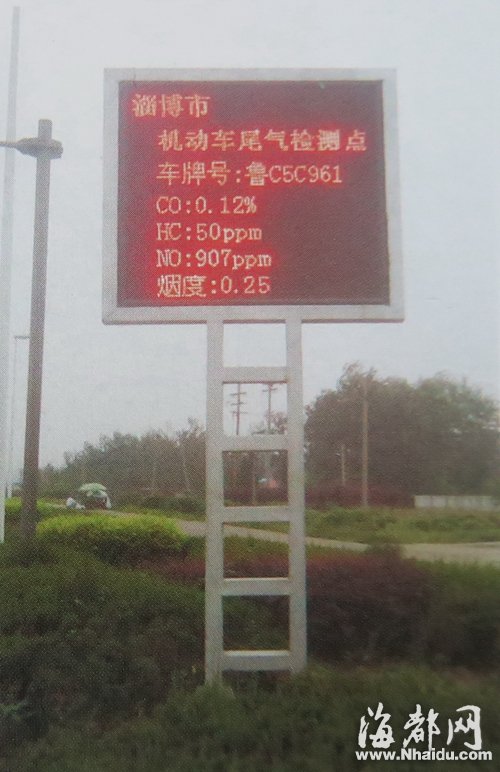 淄博市
机动车尾气检测点
车牌号:鲁C5C961
CO:0.12%
HC:50ppm
NO:907ppm
烟度:0.25
海都网
www.Nhaidu.com